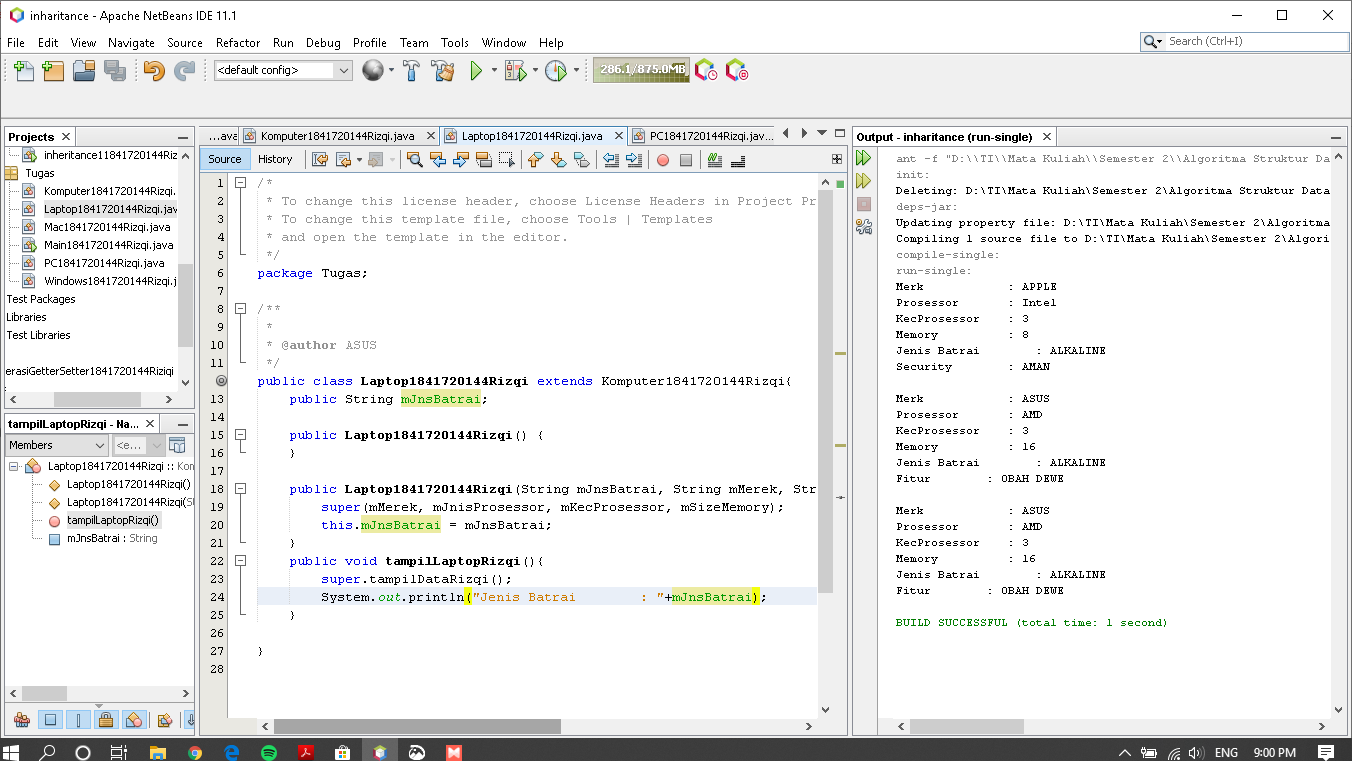 inharitance - Apache NetBeans IDE 11.1
File Edit View Navigate Source Refactor Run Debug Profile Team Tools Window Help
Search (Ctrl+I)
<default config>
286.1/875.0MB
Projects
inheritance11841720144Riz
Tugas
Komputer1841720144Rizqi.
Laptop1841720144Rizqi.jav
Mac1841720144Rizqi.java
Main1841720144Rizqi.java
PC1841720144Rizqi.java
Windows1841720144Rizqi.j
Test Packages
Libraries
Test Libraries
erasiGetterSetter1841720144Riziqi
tampilLaptopRizqi - Na...
Members
<e...
Laptop1841720144Rizqi :: Kom
Laptop1841720144Rizqi()
Laptop1841720144Rizqi(St
tampilLaptopRizqi()
mJnsBatrai : String
...ava
Komputer1841720144Rizqi.java
Laptop1841720144Rizqi.java
PC1841720144Rizqi.jav...
Source History
1 /*
2 * To change this license header, choose License Headers in Project Pr
3 * To change this template file, choose Tools | Templates
4 * and open the template in the editor.
5 */
6 package Tugas;
7
8 /**
9 *
10 * @author ASUS
11 */
public class Laptop1841720144Rizqi extends Komputer1841720144Rizqi{
13 public String mJnsBatrai;
14
15 public Laptop1841720144Rizqi() {
16 }
17
18 public Laptop1841720144Rizqi(String mJnsBatrai, String mMerek, Str
19 super(mMerek, mJnisProsessor, mKecProsessor, mSizeMemory);
20 this.mJnsBatrai = mJnsBatrai;
21 }
22 public void tampilLaptopRizqi(){
23 super.tampilDataRizqi();
24 System.out.println("Jenis Batrai : "+mJnsBatrai);
25 }
26
27 }
28
Output - inharitance (run-single)
ant -f "D:\\TI\\Mata Kuliah\\Semester 2\\Algoritma Struktur Da
init:
Deleting: D:\TI\Mata Kuliah\Semester 2\Algoritma Struktur Data
deps-jar:
Updating property file: D:\TI\Mata Kuliah\Semester 2\Algoritma
Compiling 1 source file to D:\TI\Mata Kuliah\Semester 2\Algori
compile-single:
run-single:
Merk : APPLE
Prosessor : Intel
KecProsessor : 3
Memory : 8
Jenis Batrai : ALKALINE
Security : AMAN
Merk : ASUS
Prosessor : AMD
KecProsessor : 3
Memory : 16
Jenis Batrai : ALKALINE
Fitur : OBAH DEWE
Merk : ASUS
Prosessor : AMD
KecProsessor : 3
Memory : 16
Jenis Batrai : ALKALINE
Fitur : OBAH DEWE
BUILD SUCCESSFUL (total time: 1 second)
ENG 9:00 PM